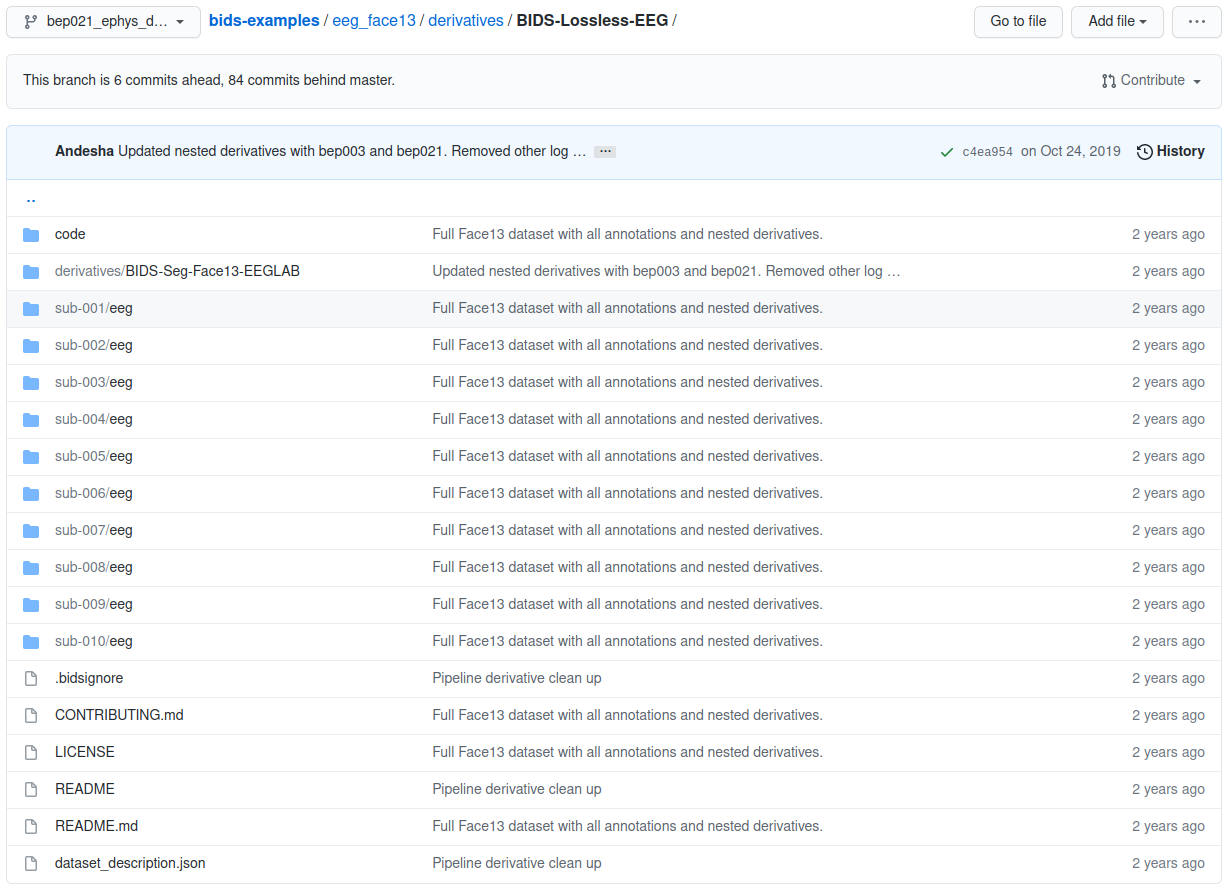 bep021_ephys_d… bids-examples / eeg_face13 / derivatives / BIDS-Lossless-EEG / Go to file Add file ···
This branch is 6 commits ahead, 84 commits behind master. Contribute
Andesha Updated nested derivatives with bep003 and bep021. Removed other log … ··· c4ea954 on Oct 24, 2019 History
..
code Full Face13 dataset with all annotations and nested derivatives. 2 years ago
derivatives/BIDS-Seg-Face13-EEGLAB Updated nested derivatives with bep003 and bep021. Removed other log … 2 years ago
sub-001/eeg Full Face13 dataset with all annotations and nested derivatives. 2 years ago
sub-002/eeg Full Face13 dataset with all annotations and nested derivatives. 2 years ago
sub-003/eeg Full Face13 dataset with all annotations and nested derivatives. 2 years ago
sub-004/eeg Full Face13 dataset with all annotations and nested derivatives. 2 years ago
sub-005/eeg Full Face13 dataset with all annotations and nested derivatives. 2 years ago
sub-006/eeg Full Face13 dataset with all annotations and nested derivatives. 2 years ago
sub-007/eeg Full Face13 dataset with all annotations and nested derivatives. 2 years ago
sub-008/eeg Full Face13 dataset with all annotations and nested derivatives. 2 years ago
sub-009/eeg Full Face13 dataset with all annotations and nested derivatives. 2 years ago
sub-010/eeg Full Face13 dataset with all annotations and nested derivatives. 2 years ago
.bidsignore Pipeline derivative clean up 2 years ago
CONTRIBUTING.md Full Face13 dataset with all annotations and nested derivatives. 2 years ago
LICENSE Full Face13 dataset with all annotations and nested derivatives. 2 years ago
README Pipeline derivative clean up 2 years ago
README.md Full Face13 dataset with all annotations and nested derivatives. 2 years ago
dataset_description.json Pipeline derivative clean up 2 years ago